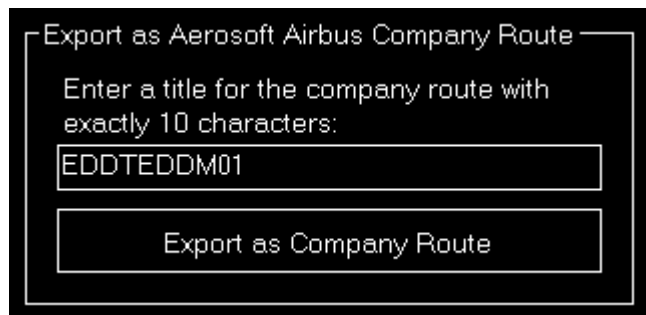 Export as Aerosoft Airbus Company Route
Enter a title for the company route with
exactly 10 characters:
EDDTEDDM01
Export as Company Route